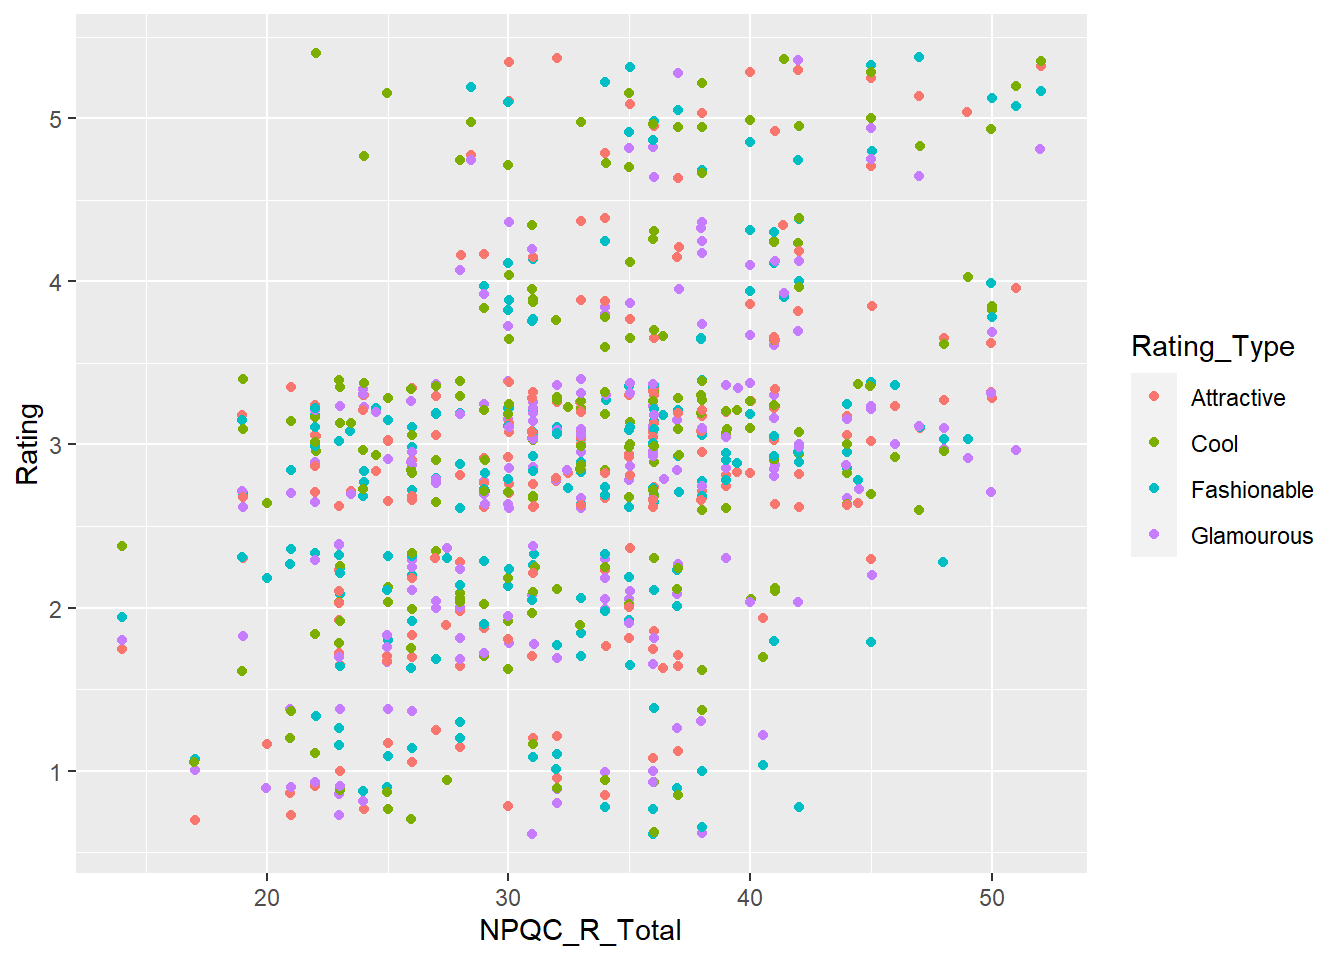 5
4
3
2
1
Rating
20
30
40
50
NPQC_R_Total
Rating_Type
Attractive
Cool
Fashionable
Glamourous